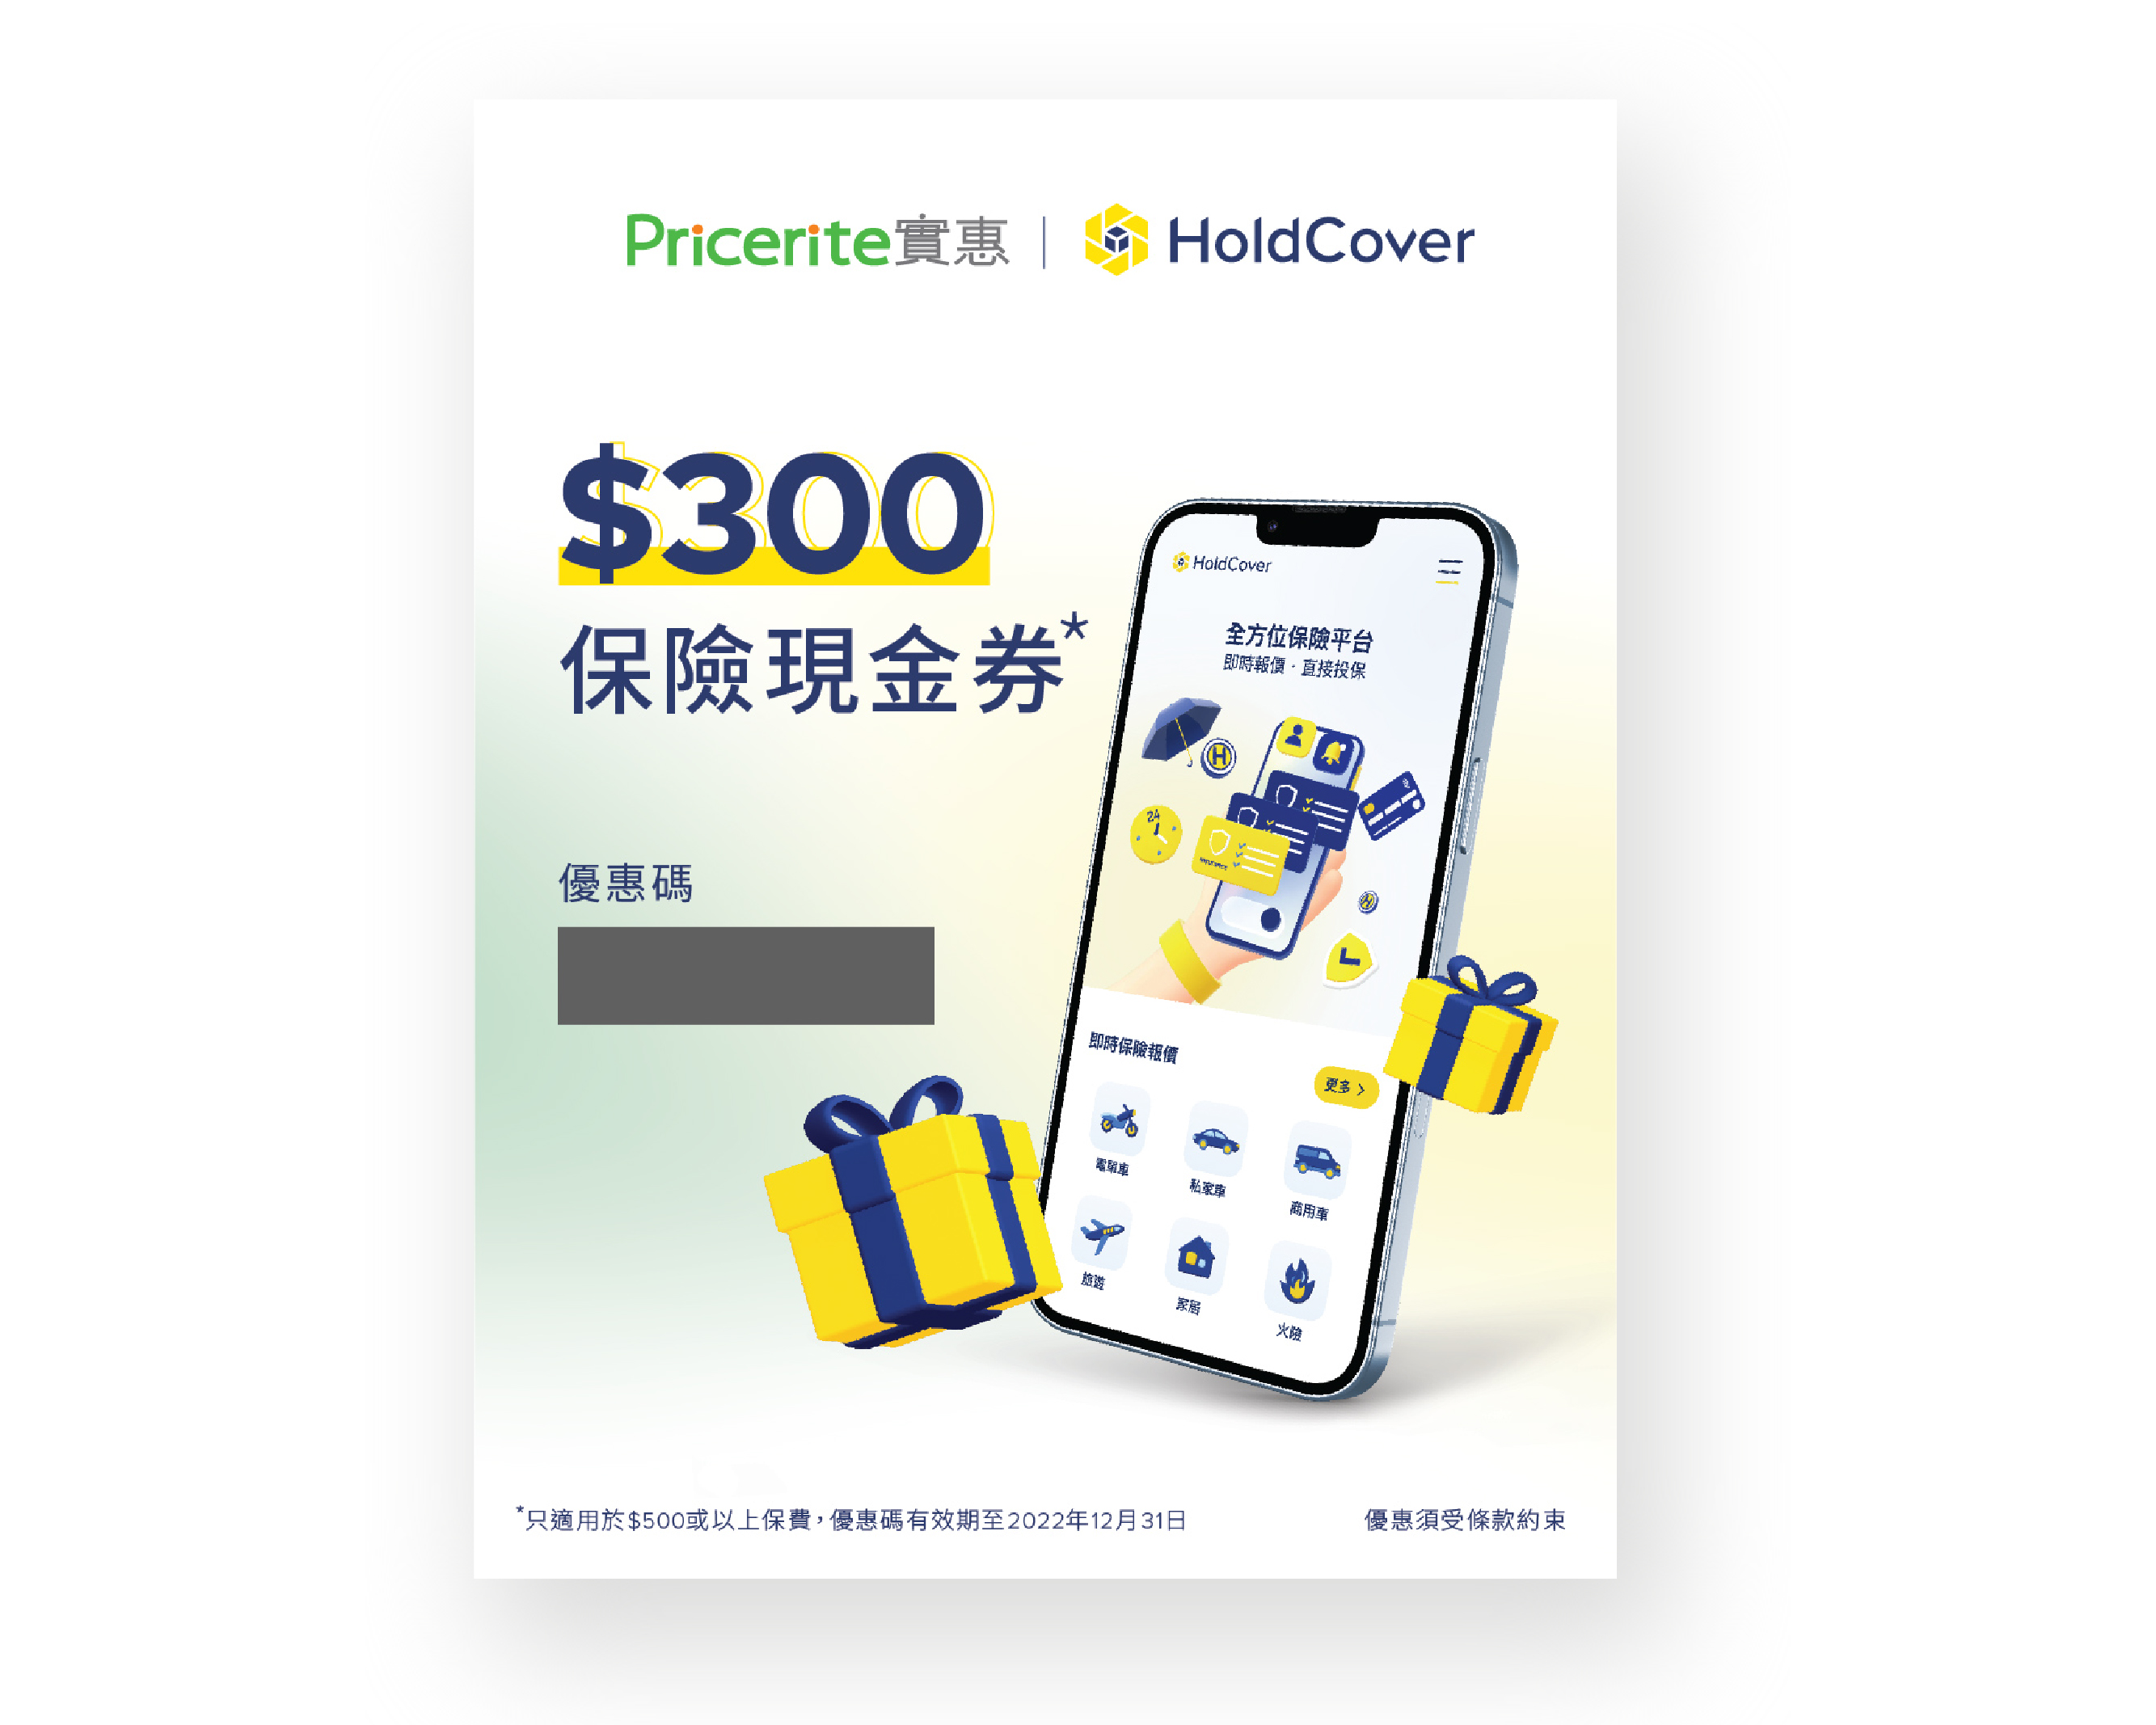 Pricerite實惠 | HoldCover
$300
保險現金券*
優惠碼
HoldCover
全方位保險平台
即時報價・直接投保
24
H
H
即時保險報價
更多 >
電單車
私家車
商用車
旅遊
家居
火險
*只適用於$500或以上保費，優惠碼有效期至2022年12月31日
優惠須受條款約束